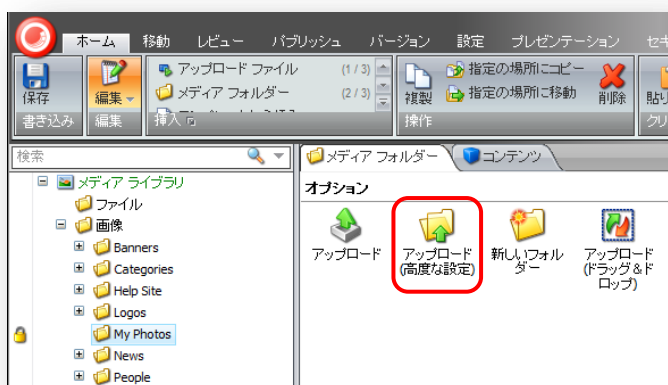 ホーム 移動 レビュー パブリッシュ バージョン 設定 プレゼンテーション
アップロード ファイル (1 / 3)
メディア フォルダー (2 / 3)
指定の場所にコピー
指定の場所に移動
保存 編集 複製 削除
書き込み 編集 挿入 操作
検索
メディア フォルダー コンテンツ
メディア ライブラリ
ファイル
画像
Banners
Categories
Help Site
Logos
My Photos
News
People
オプション
アップロード
アップロード
(高度な設定)
新しいフォル
ダー
アップロード
(ドラッグ&ド
ロップ)